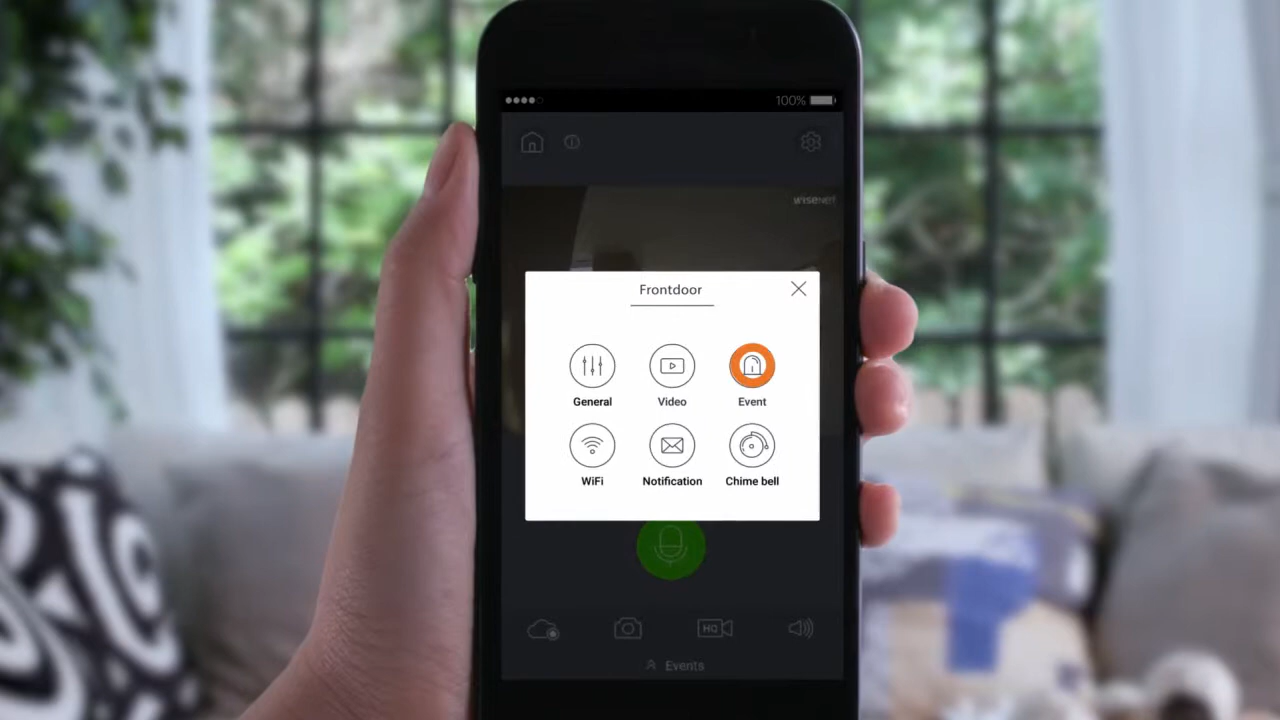 100%
wisenet
Frontdoor
General Video Event
WiFi Notification Chime bell
HQ
Events